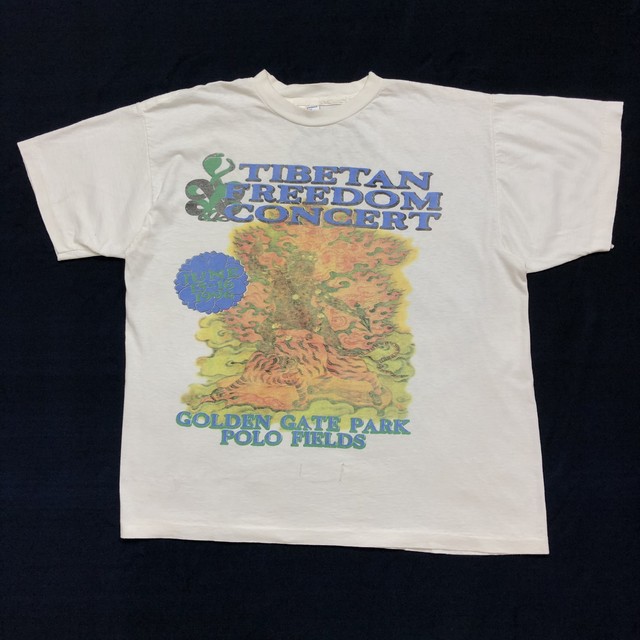 TIBETAN
FREEDOM
CONCERT
GOLDEN GATE PARK
POLO FIELDS